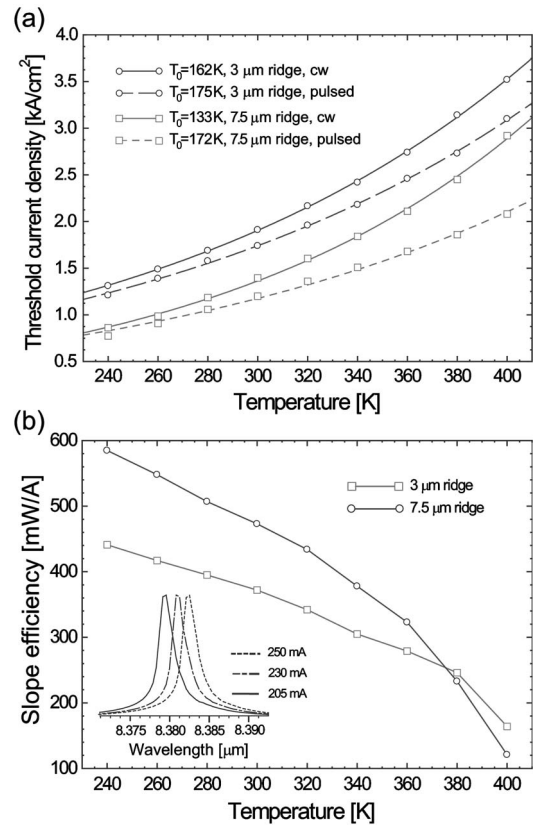 (a)
4.0
3.5
3.0
2.5
2.0
1.5
1.0
0.5
Threshold current density [kA/cm²]
T₀=162K, 3 μm ridge, cw
T₀=175K, 3 μm ridge, pulsed
T₀=133K, 7.5 μm ridge, cw
T₀=172K, 7.5 μm ridge, pulsed
240 260 280 300 320 340 360 380 400
Temperature [K]
(b)
600
500
400
300
200
100
Slope efficiency [mW/A]
3 μm ridge
7.5 μm ridge
250 mA
230 mA
205 mA
8.375 8.380 8.385 8.390
Wavelength [μm]
240 260 280 300 320 340 360 380 400
Temperature [K]